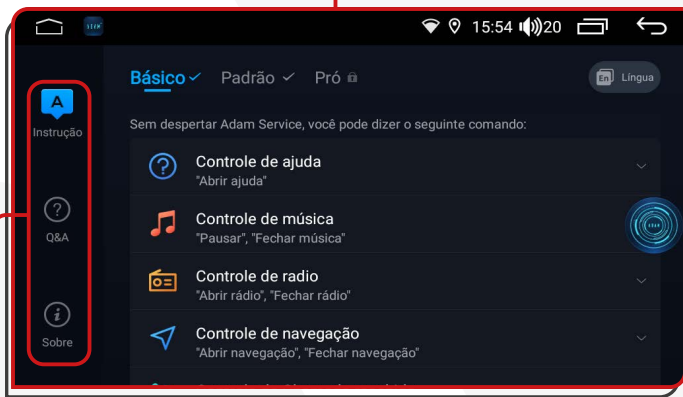 15:54 20
Básico Padrão Pró En Língua
A
Instrução
Sem despertar Adam Service, você pode dizer o seguinte comando:
Controle de ajuda
"Abrir ajuda"
Q&A
Controle de música
"Pausar", "Fechar música"
Controle de radio
"Abrir rádio", "Fechar rádio"
Sobre
Controle de navegação
"Abrir navegação", "Fechar navegação"